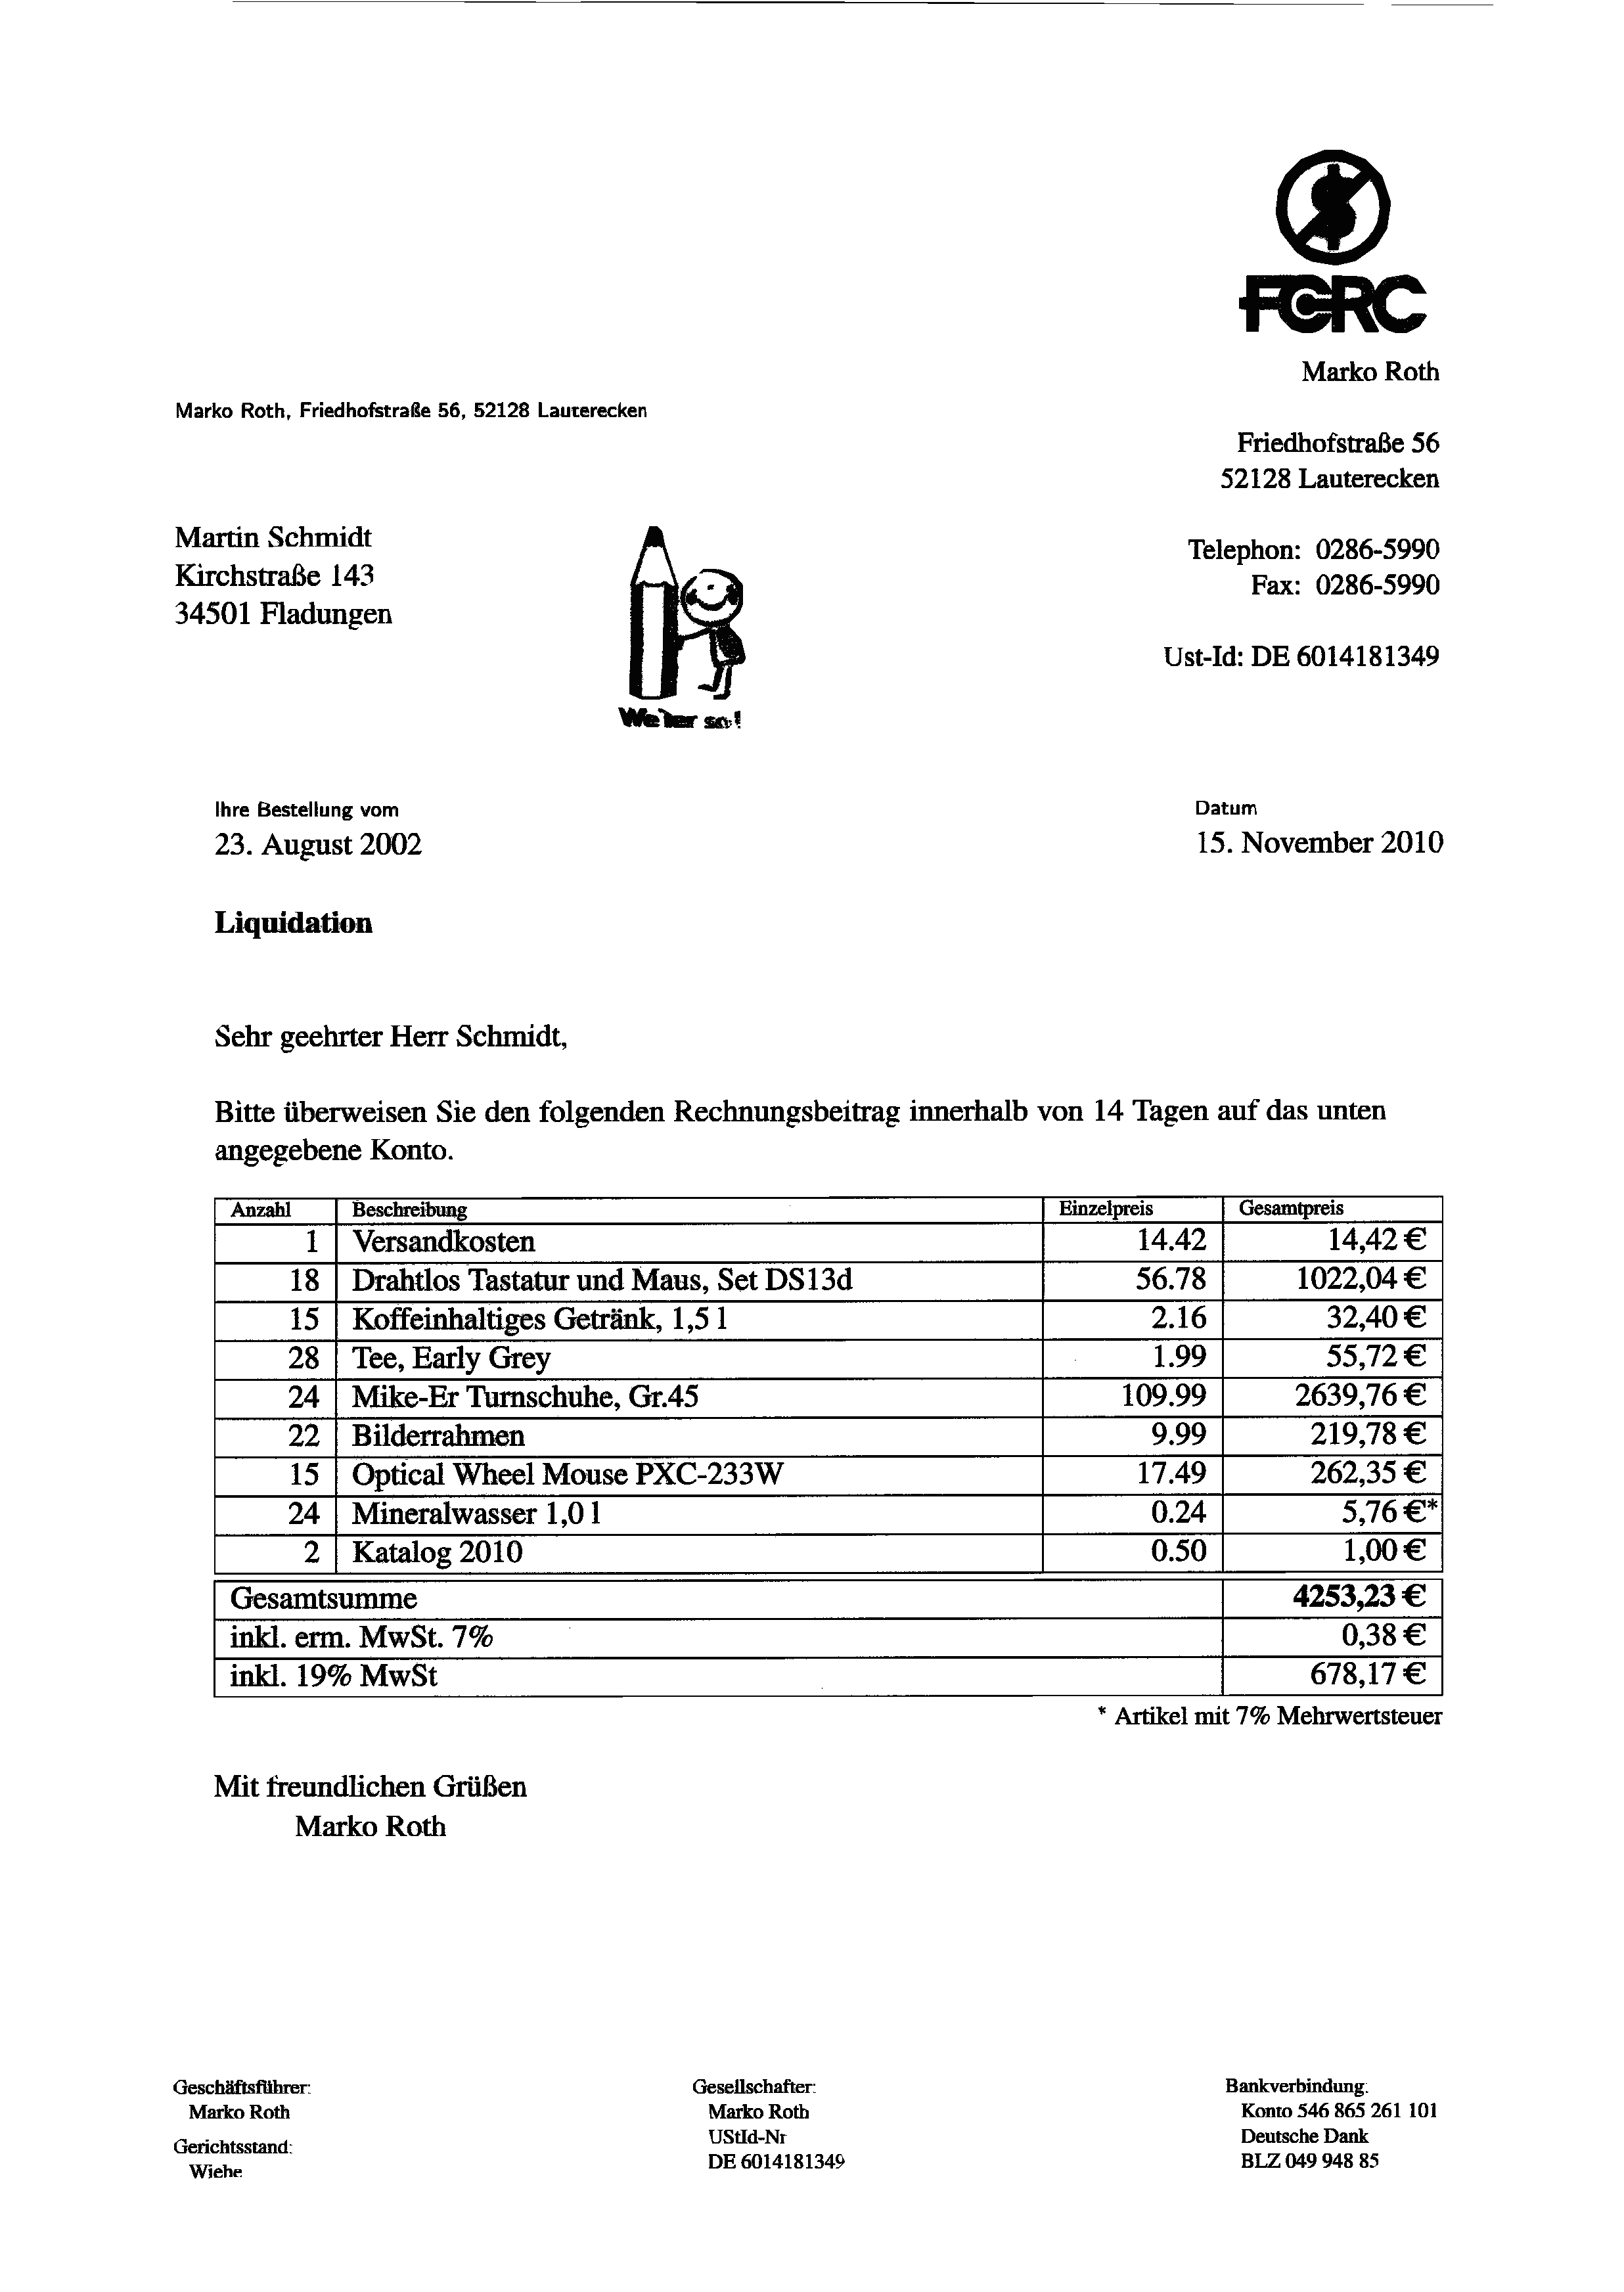 FCRC
Marko Roth
Marko Roth, Friedhofstraße 56, 52128 Lauterecken
Friedhofstraße 56
52128 Lauterecken
Martin Schmidt
Kirchstraße 143
34501 Fladungen
Telephon: 0286-5990
Fax: 0286-5990
Ust-Id: DE 6014181349
Weiter so!
Ihre Bestellung vom
23. August 2002
Datum
15. November 2010
Liquidation
Sehr geehrter Herr Schmidt,
Bitte überweisen Sie den folgenden Rechnungsbeitrag innerhalb von 14 Tagen auf das unten
angegebene Konto.
Anzahl Beschreibung Einzelpreis Gesamtpreis
1 Versandkosten 14.42 14,42 €
18 Drahtlos Tastatur und Maus, Set DS13d 56.78 1022,04 €
15 Koffeinhaltiges Getränk, 1,5 l 2.16 32,40 €
28 Tee, Early Grey 1.99 55,72 €
24 Mike-Er Turnschuhe, Gr.45 109.99 2639,76 €
22 Bilderrahmen 9.99 219,78 €
15 Optical Wheel Mouse PXC-233W 17.49 262,35 €
24 Mineralwasser 1,0 l 0.24 5,76 €*
2 Katalog 2010 0.50 1,00 €
Gesamtsumme 4253,23 €
inkl. erm. MwSt. 7% 0,38 €
inkl. 19% MwSt 678,17 €
* Artikel mit 7% Mehrwertsteuer
Mit freundlichen Grüßen
Marko Roth
Geschäftsführer:
Marko Roth
Gerichtsstand:
Wiehe
Gesellschafter:
Marko Roth
UStId-Nr
DE 6014181349
Bankverbindung:
Konto 546 865 261 101
Deutsche Dank
BLZ 049 948 85